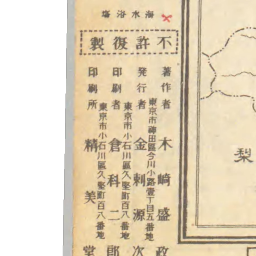 海水浴場
不許復製
著作者 東京市神田區今川小路壹丁目五番地 木﨑盛政
發行者 東京市小石川區久堅町百八番地 金刺源次
印刷者 東京市小石川區久堅町百八番地 倉科二郎
印刷所 精美堂
梨